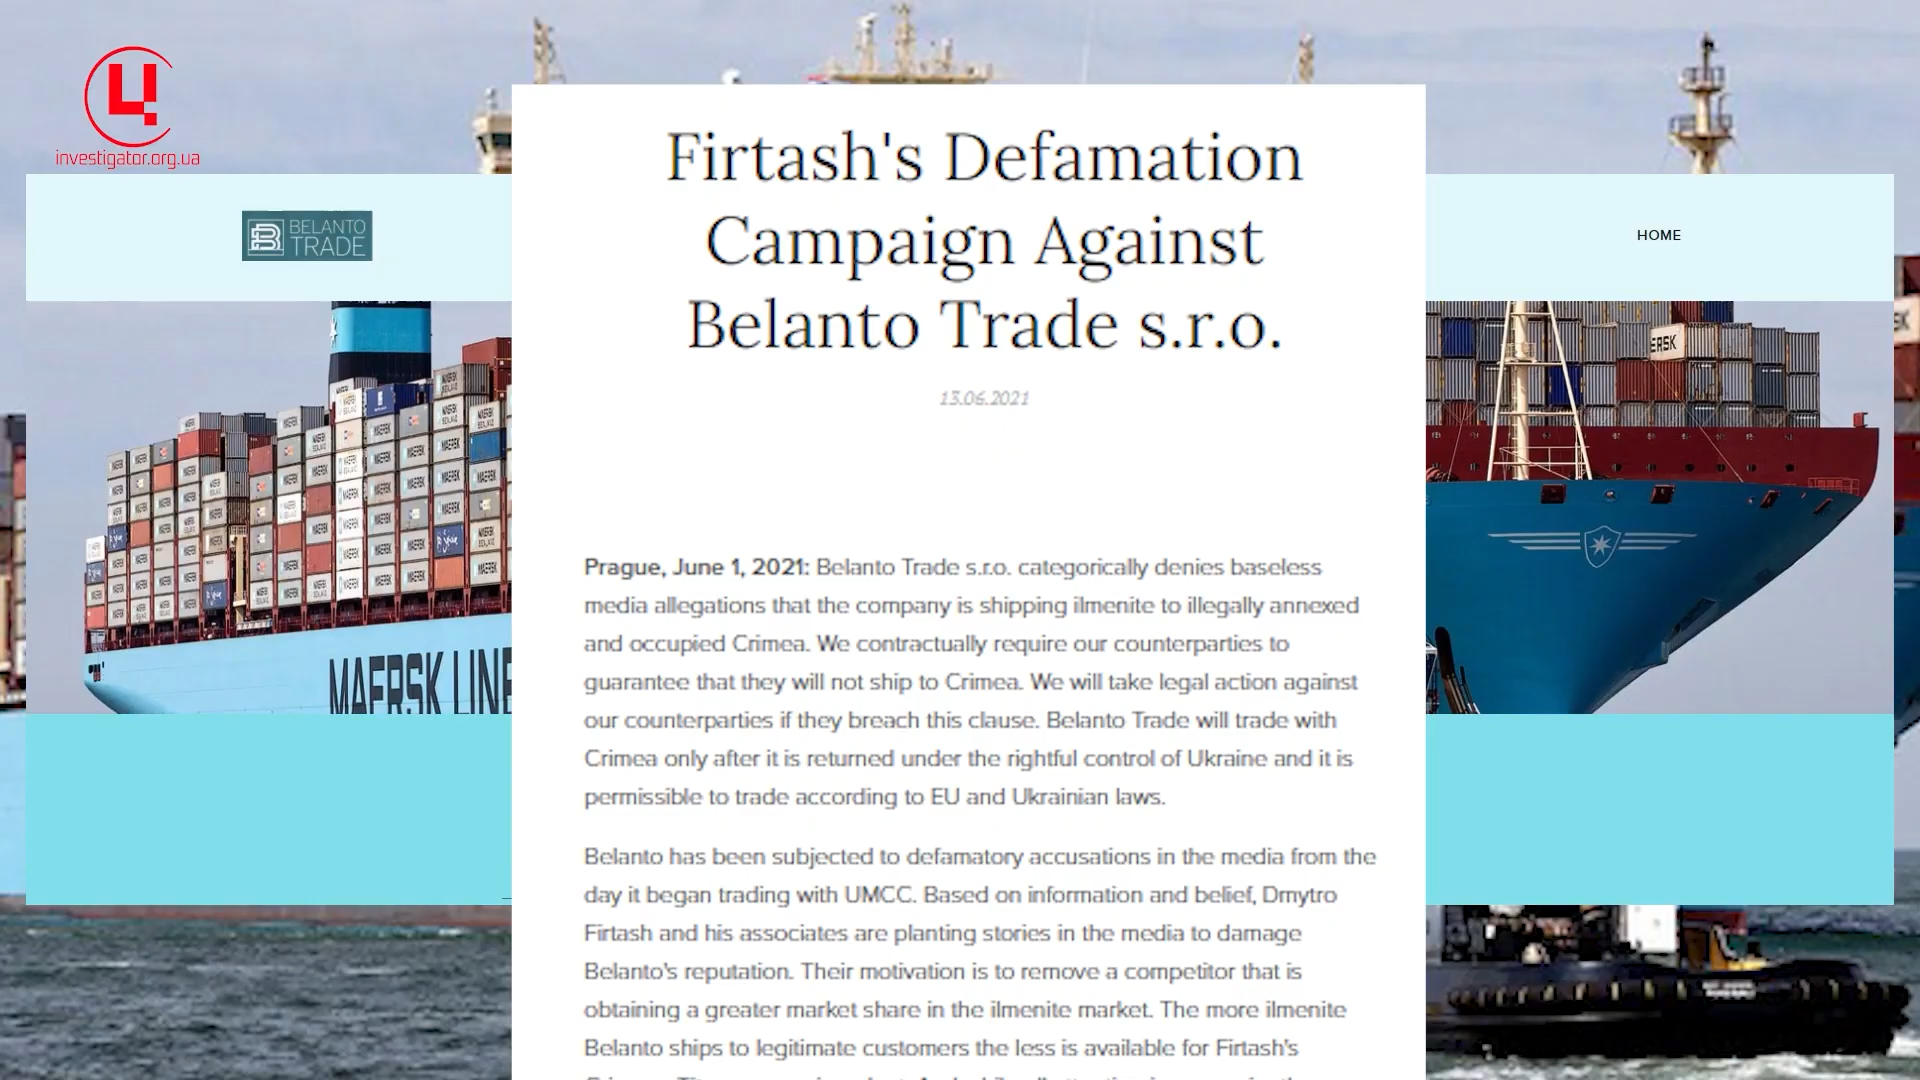 investigator.org.ua
BELANTO
TRADE
HOME
Firtash's Defamation
Campaign Against
Belanto Trade s.r.o.
13.06.2021
Prague, June 1, 2021: Belanto Trade s.r.o. categorically denies baseless
media allegations that the company is shipping ilmenite to illegally annexed
and occupied Crimea. We contractually require our counterparties to
guarantee that they will not ship to Crimea. We will take legal action against
our counterparties if they breach this clause. Belanto Trade will trade with
Crimea only after it is returned under the rightful control of Ukraine and it is
permissible to trade according to EU and Ukrainian laws.
Belanto has been subjected to defamatory accusations in the media from the
day it began trading with UMCC. Based on information and belief, Dmytro
Firtash and his associates are planting stories in the media to damage
Belanto's reputation. Their motivation is to remove a competitor that is
obtaining a greater market share in the ilmenite market. The more ilmenite
Belanto ships to legitimate customers the less is available for Firtash's
MAERSK LINE